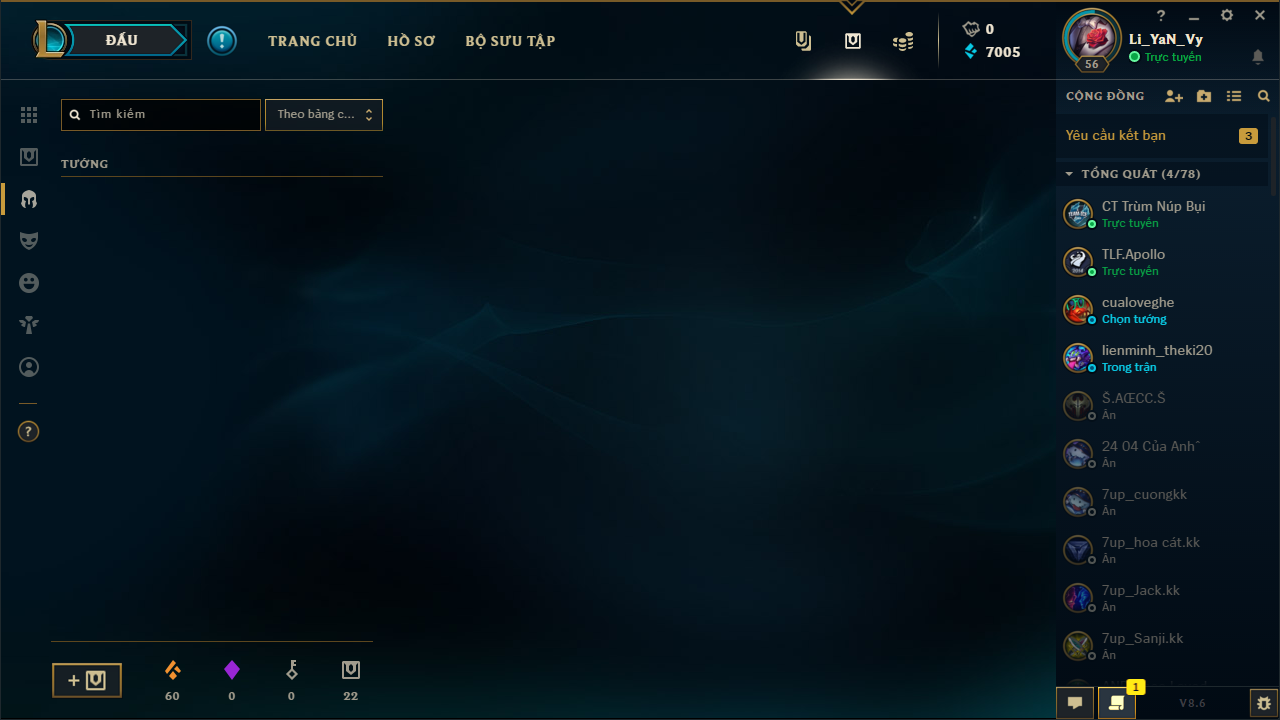 ĐẤU
TRANG CHỦ
HỒ SƠ
BỘ SƯU TẬP
0
7005
56
Li_YaN_Vy
Trực tuyến
Tìm kiếm
Theo bảng c...
TƯỚNG
CỘNG ĐỒNG
Yêu cầu kết bạn
3
TỔNG QUÁT (4/78)
CT Trùm Núp Bụi
Trực tuyến
TLF.Apollo
Trực tuyến
cualoveghe
Chọn tướng
lienminh_theki20
Trong trận
Š.AŒCC.Š
Ẩn
24 04 Của Anhˆ
Ẩn
7up_cuongkk
Ẩn
7up_hoa cát.kk
Ẩn
7up_Jack.kk
Ẩn
7up_Sanji.kk
Ẩn
60
0
0
22
1
V8.6